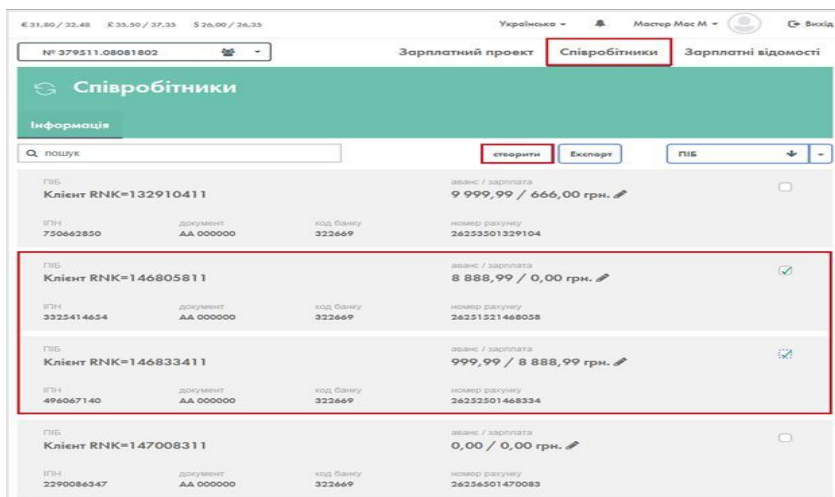 € 31,80 / 32,48 ₤ 35,50 / 37,35 $ 26,00 / 26,35 Українська Мастер Мас М Вихід
№ 379511.08081802 Зарплатний проект Співробітники Зарплатні відомості
Співробітники
Інформація
пошук створити Експорт ПІБ
ПІБ аванс / зарплата
Клієнт RNK=132910411 9 999,99 / 666,00 грн.
ІПН документ код банку номер рахунку
750662850 АА 000000 322669 26253501329104
ПІБ аванс / зарплата
Клієнт RNK=146805811 8 888,99 / 0,00 грн.
ІПН документ код банку номер рахунку
3325414654 АА 000000 322669 26251521468058
ПІБ аванс / зарплата
Клієнт RNK=146833411 999,99 / 8 888,99 грн.
ІПН документ код банку номер рахунку
496067140 АА 000000 322669 26252501468334
ПІБ аванс / зарплата
Клієнт RNK=147008311 0,00 / 0,00 грн.
ІПН документ код банку номер рахунку
2290086347 АА 000000 322669 26256501470083